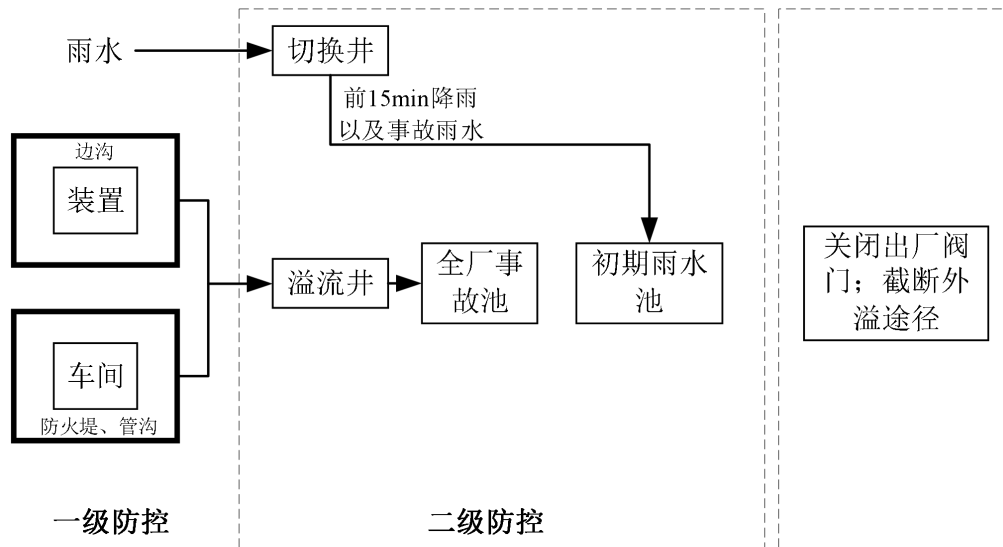 雨水
切换井
前15min降雨
以及事故雨水
边沟
装置
溢流井
全厂事
故池
初期雨水
池
关闭出厂阀
门；截断外
溢途径
车间
防火堤、管沟
一级防控
二级防控